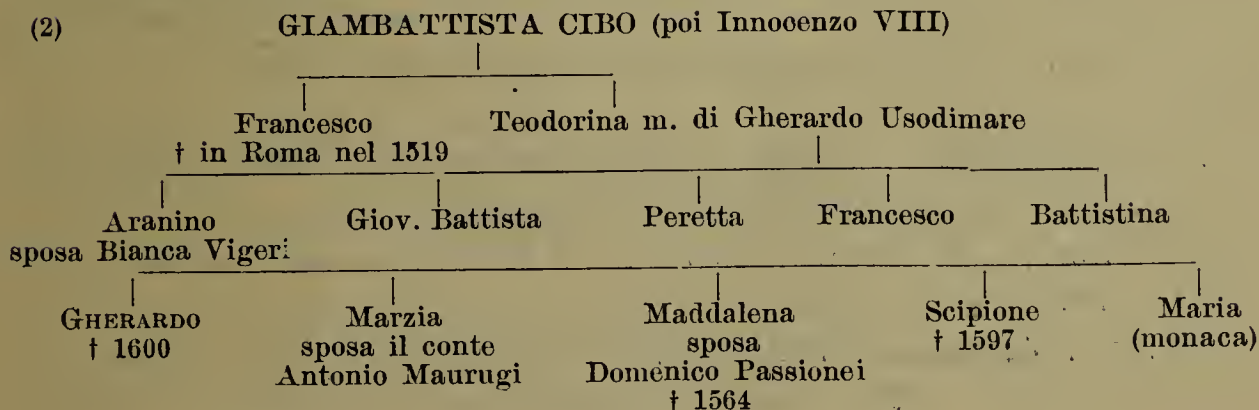 (2) GIAMBATTISTA CIBO (poi Innocenzo VIII)
Francesco Teodorina m. di Gherardo Usodimare
† in Roma nel 1519
Aranino Giov. Battista Peretta Francesco Battistina
sposa Bianca Vigeri
GHERARDO Marzia Maddalena Scipione Maria
† 1600 sposa il conte sposa † 1597 (monaca)
Antonio Maurugi Domenico Passionei
† 1564